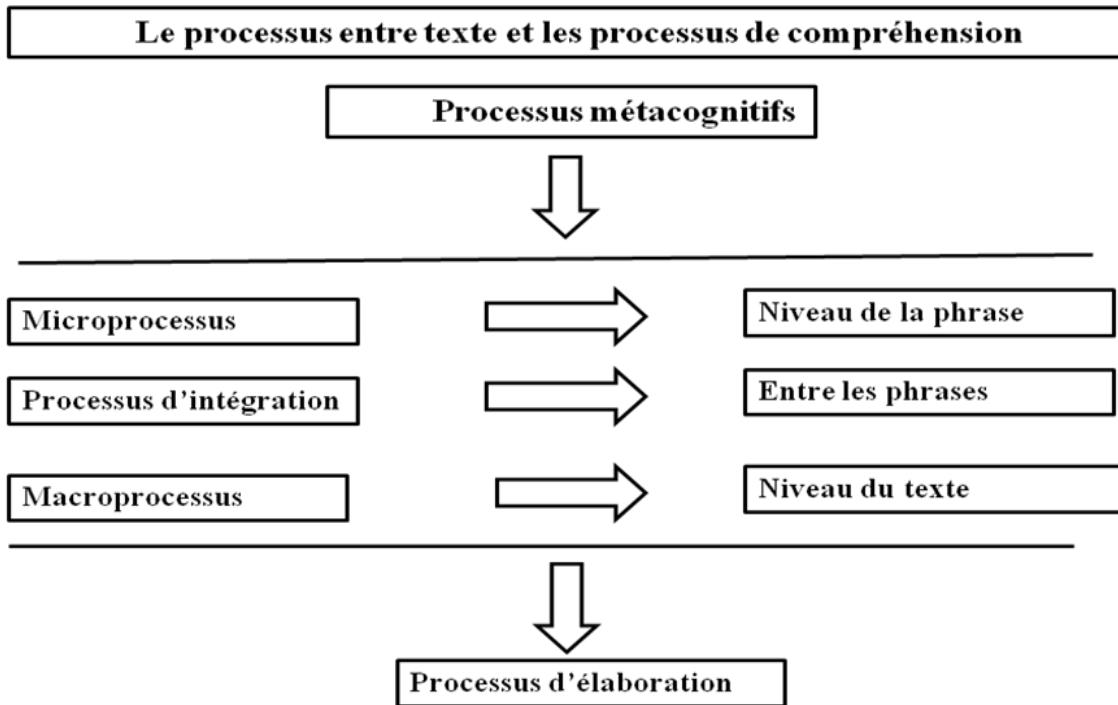 Le processus entre texte et les processus de compréhension
Processus métacognitifs
Microprocessus
Niveau de la phrase
Processus d’intégration
Entre les phrases
Macroprocessus
Niveau du texte
Processus d’élaboration